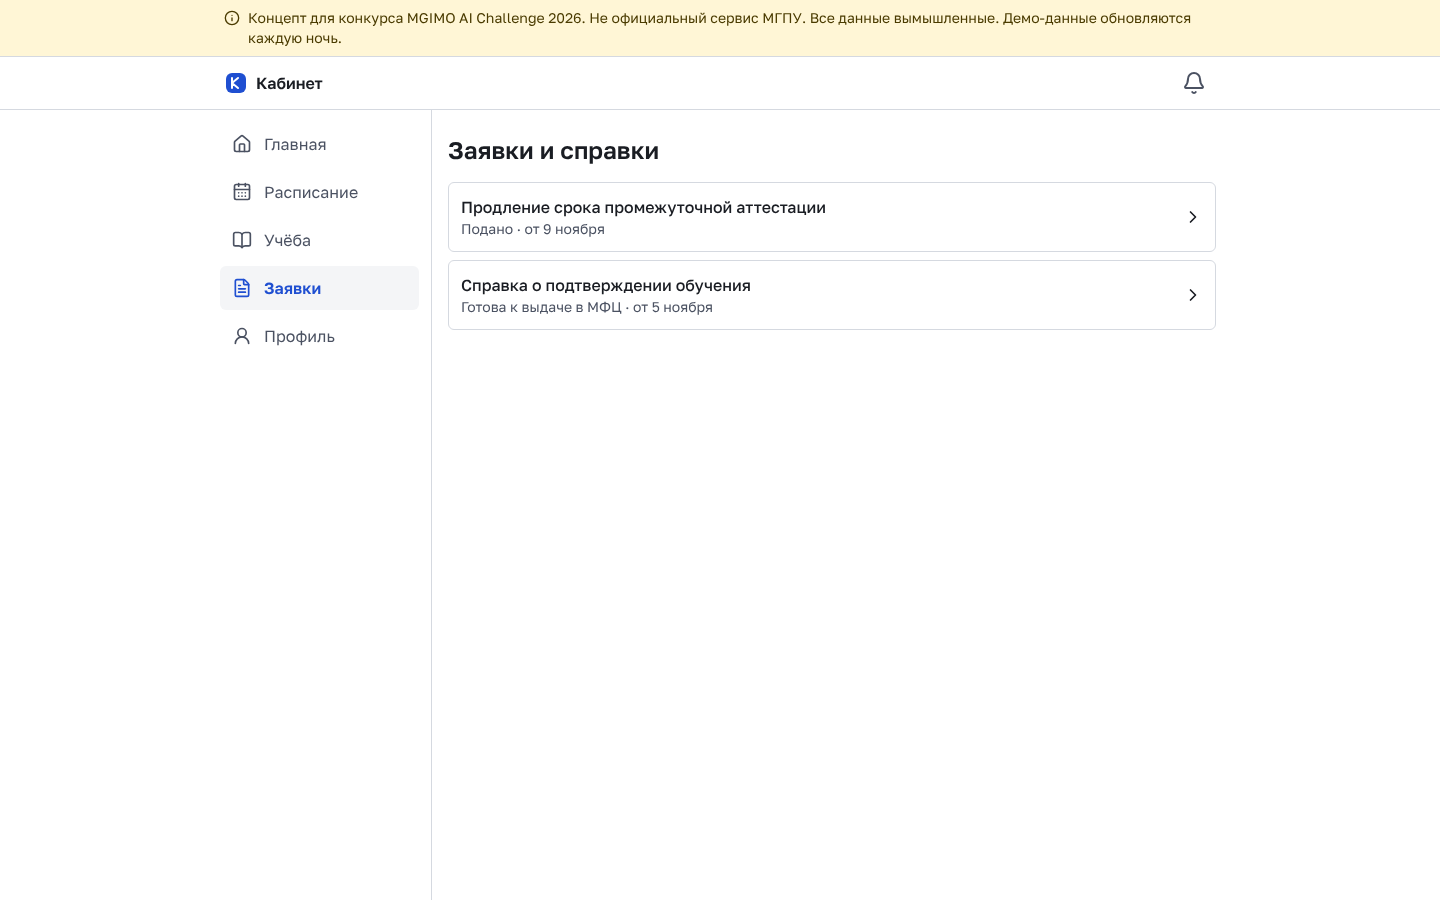 Концепт для конкурса MGIMO AI Challenge 2026. Не официальный сервис МГПУ. Все данные вымышленные. Демо-данные обновляются
каждую ночь.
Кабинет
Главная
Расписание
Учёба
Заявки
Профиль
Заявки и справки
Продление срока промежуточной аттестации
Подано · от 9 ноября
Справка о подтверждении обучения
Готова к выдаче в МФЦ · от 5 ноября